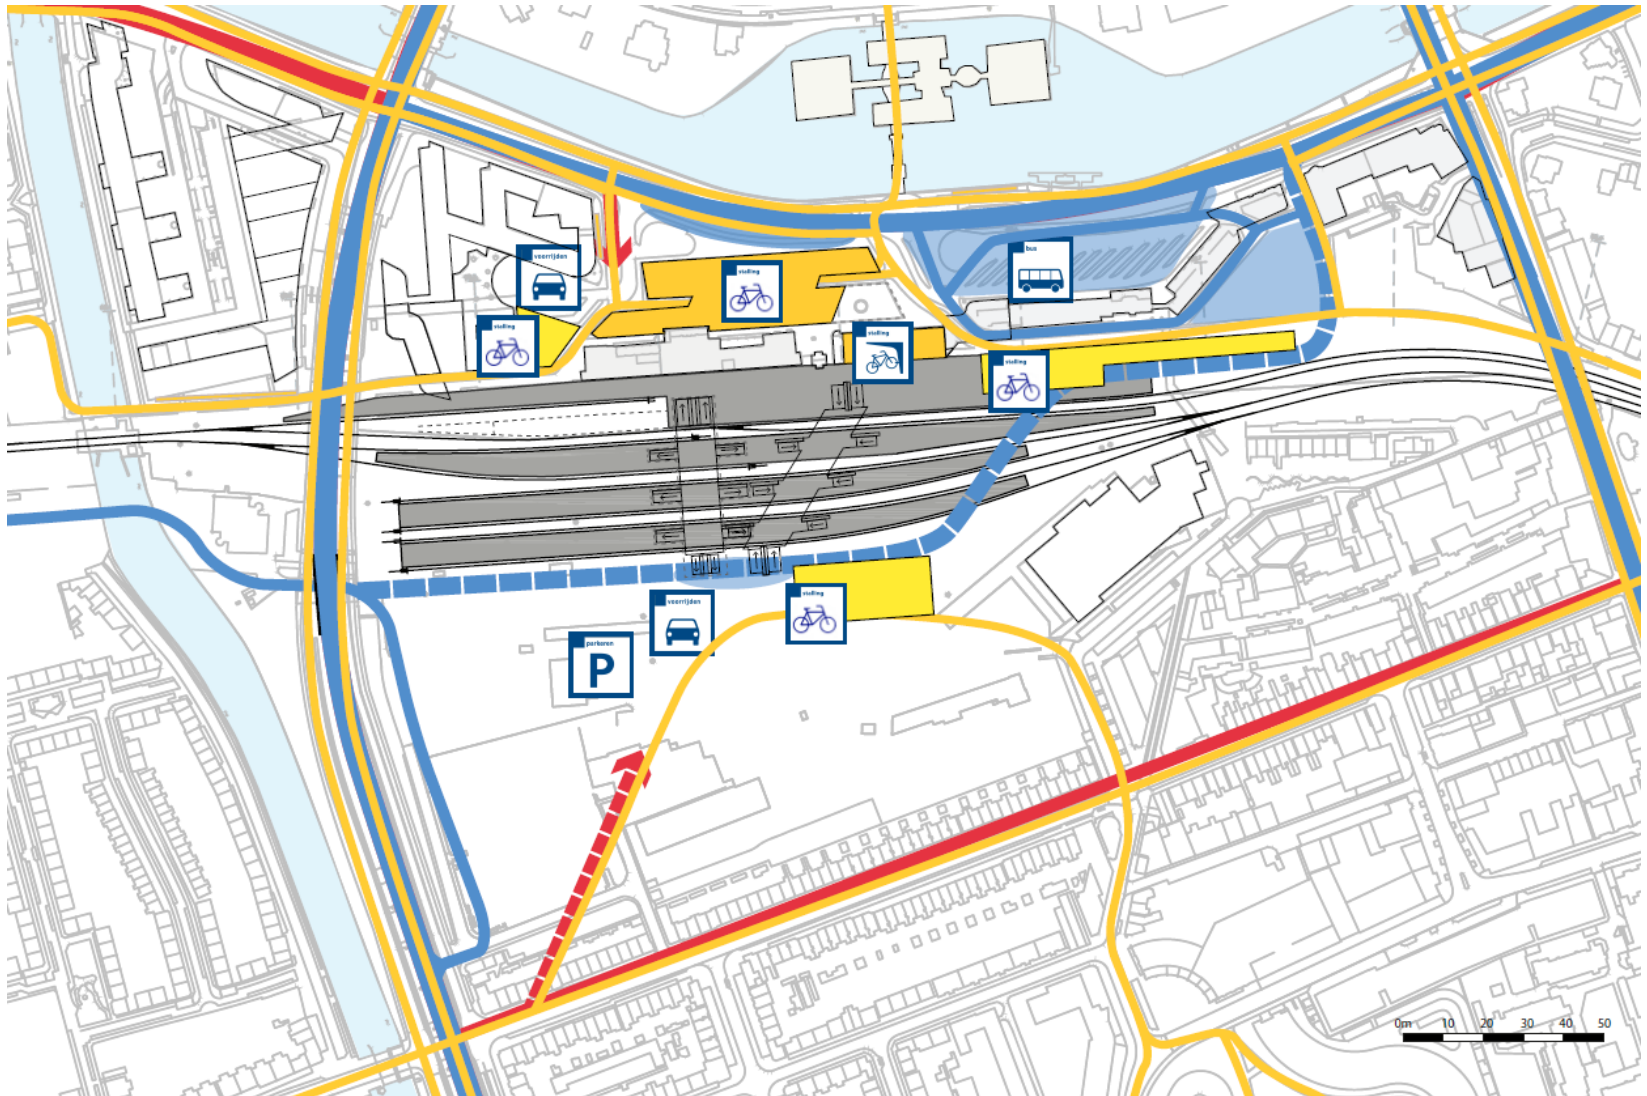 bus
voorrijden
stalling
stalling
stalling
stalling
voorrijden
stalling
parkeren
P
0m 10 20 30 40 50